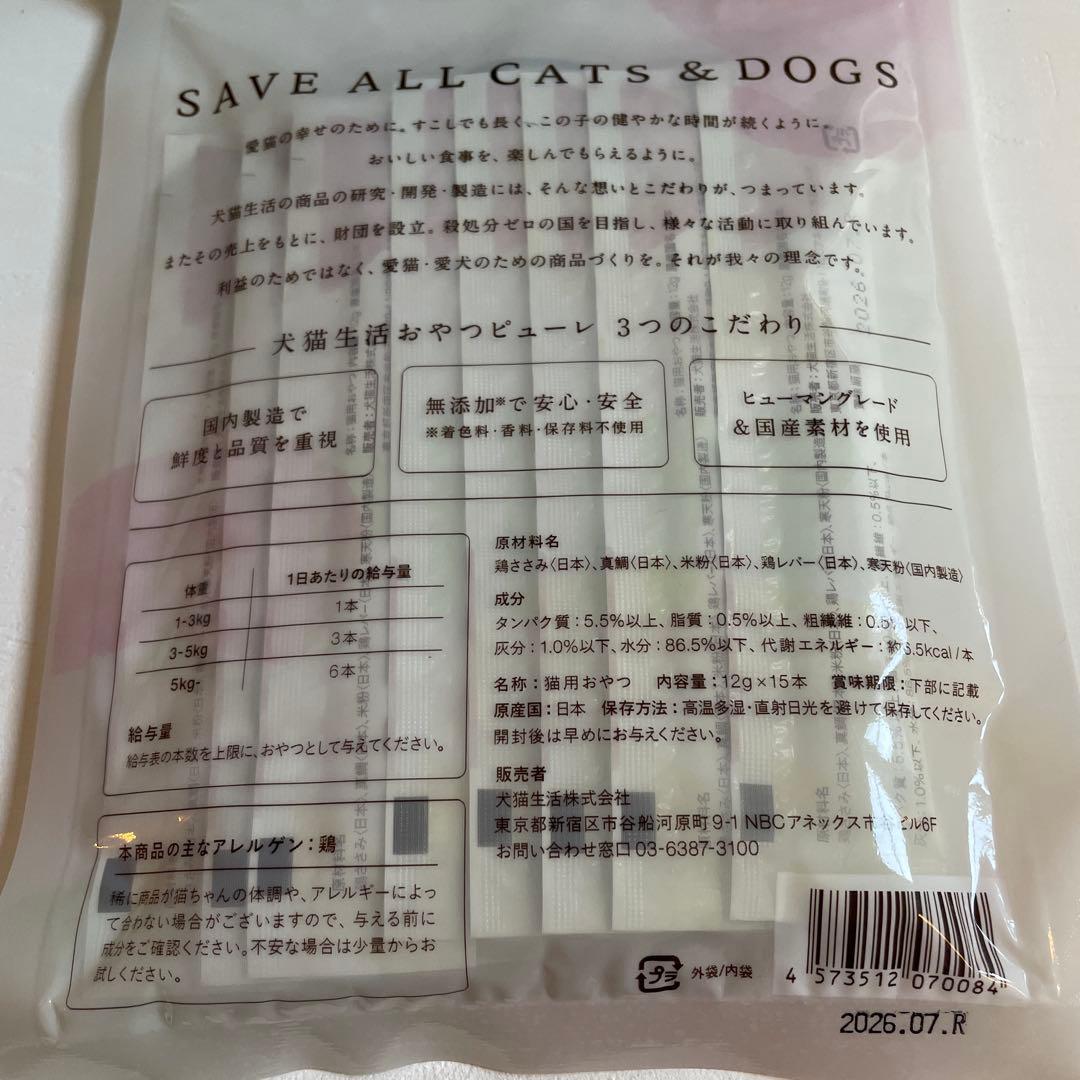 SAVE ALL CATS & DOGS
愛猫の幸せのために。すこしでも長く、この子の健やかな時間が続くように。
おいしい食事を、楽しんでもらえるように。
犬猫生活の商品の研究・開発・製造には、そんな想いとこだわりが、つまっています。
またその売上をもとに、財団を設立。殺処分ゼロの国を目指し、様々な活動に取り組んでいます。
利益のためではなく、愛猫・愛犬のための商品づくりを。それが我々の理念です。
犬猫生活おやつピューレ 3つのこだわり
国内製造で
鮮度と品質を重視
無添加※で安心・安全
※着色料・香料・保存料不使用
ヒューマングレード
&国産素材を使用
体重 1日あたりの給与量
1-3kg 1本
3-5kg 3本
5kg- 6本
給与量
給与表の本数を上限に、おやつとして与えてください。
本商品の主なアレルゲン:鶏
稀に商品が猫ちゃんの体調や、アレルギーによっ
て合わない場合がございますので、与える前に
成分をご確認ください。不安な場合は少量からお
試しください。
原材料名
鶏ささみ〈日本〉、真鯛〈日本〉、米粉〈日本〉、鶏レバー〈日本〉、寒天粉〈国内製造〉
成分
タンパク質:5.5%以上、脂質:0.5%以上、粗繊維:0.5%以下、
灰分:1.0%以下、水分:86.5%以下、代謝エネルギー:約6.5kcal/本
名称:猫用おやつ 内容量:12g×15本 賞味期限:下部に記載
原産国:日本 保存方法:高温多湿・直射日光を避けて保存してください。
開封後は早めにお与えください。
販売者
犬猫生活株式会社
東京都新宿区市谷船河原町9-1 NBCアネックス市谷ビル6F
お問い合わせ窓口 03-6387-3100
プラ 外袋/内袋
4 573512 070084
2026.07.R